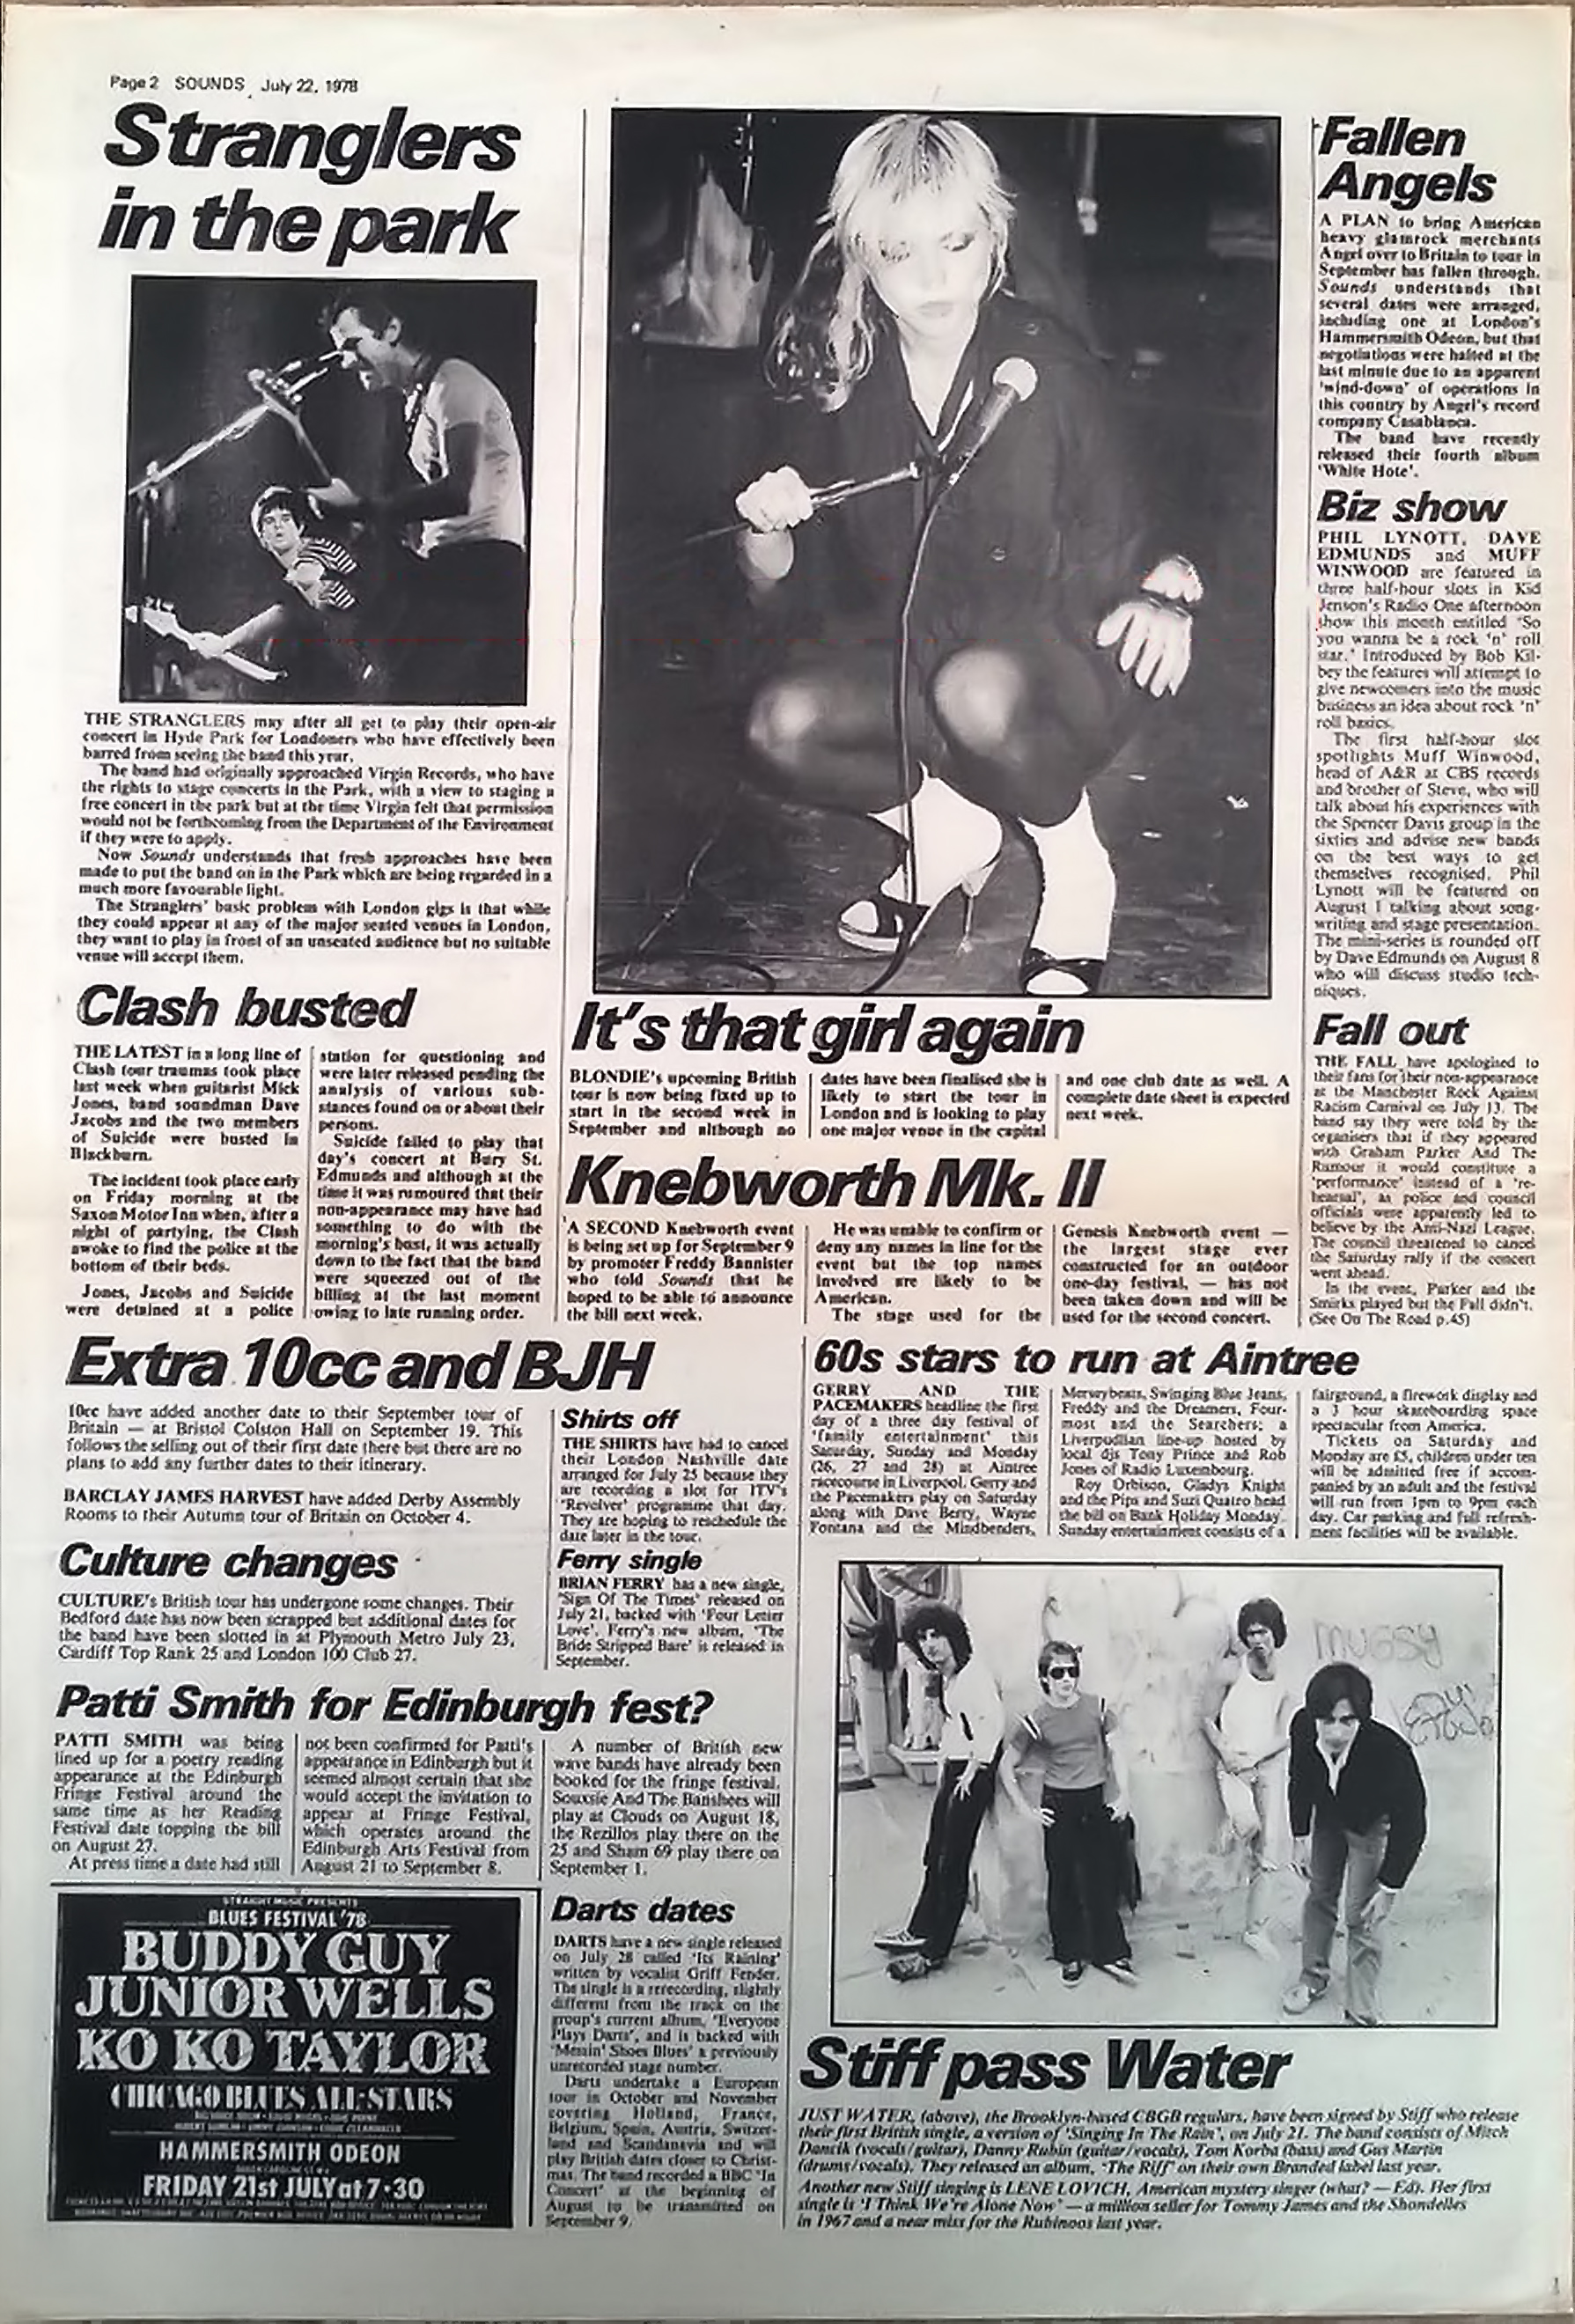 Page 2 SOUNDS July 22, 1978
Stranglers
in the park
THE STRANGLERS may after all get to play their open-air
concert in Hyde Park for Londoners who have effectively been
barred from seeing the band this year.
The band had originally approached Virgin Records, who have
the rights to stage concerts in the Park, with a view to staging a
free concert in the park but at the time Virgin felt that permission
would not be forthcoming from the Department of the Environment
if they were to apply.
Now Sounds understands that fresh approaches have been
made to put the band on in the Park which are being regarded in a
much more favourable light.
The Stranglers' basic problem with London gigs is that while
they could appear at any of the major seated venues in London,
they want to play in front of an unseated audience but no suitable
venue will accept them.
Clash busted
THE LATEST in a long line of
Clash tour traumas took place
last week when guitarist Mick
Jones, band soundman Dave
Jacobs and the two members
of Suicide were busted in
Blackburn.
The incident took place early
on Friday morning at the
Saxon Motor Inn when, after a
night of partying, the Clash
awoke to find the police at the
bottom of their beds.
Jones, Jacobs and Suicide
were detained at a police
station for questioning and
were later released pending the
analysis of various sub-
stances found on or about their
persons.
Suicide failed to play that
day's concert at Bury St.
Edmunds and although at the
time it was rumoured that their
non-appearance may have had
something to do with the
morning's bust, it was actually
down to the fact that the band
were squeezed out of the
billing at the last moment
owing to late running order.
It's that girl again
BLONDIE's upcoming British
tour is now being fixed up to
start in the second week in
September and although no
dates have been finalised she is
likely to start the tour in
London and is looking to play
one major venue in the capital
and one club date as well. A
complete date sheet is expected
next week.
Knebworth Mk. II
A SECOND Knebworth event
is being set up for September 9
by promoter Freddy Bannister
who told Sounds that he
hoped to be able to announce
the bill next week.
He was unable to confirm or
deny any names in line for the
event but the top names
involved are likely to be
American.
The stage used for the
Genesis Knebworth event —
the largest stage ever
constructed for an outdoor
one-day festival, — has not
been taken down and will be
used for the second concert.
Fallen
Angels
A PLAN to bring American
heavy glamrock merchants
Angel over to Britain to tour in
September has fallen through.
Sounds understands that
several dates were arranged,
including one at London's
Hammersmith Odeon, but that
negotiations were halted at the
last minute due to an apparent
'wind-down' of operations in
this country by Angel's record
company Casablanca.
The band have recently
released their fourth album
'White Hote'.
Biz show
PHIL LYNOTT, DAVE
EDMUNDS and MUFF
WINWOOD are featured in
three half-hour slots in Kid
Jenson's Radio One afternoon
show this month entitled 'So
you wanna be a rock 'n' roll
star.' Introduced by Bob Kil-
bey the features will attempt to
give newcomers into the music
business an idea about rock 'n'
roll basics.
The first half-hour slot
spotlights Muff Winwood,
head of A&R at CBS records
and brother of Steve, who will
talk about his experiences with
the Spencer Davis group in the
sixties and advise new bands
on the best ways to get
themselves recognised. Phil
Lynott will be featured on
August 1 talking about song-
writing and stage presentation.
The mini-series is rounded off
by Dave Edmunds on August 8
who will discuss studio tech-
niques.
Fall out
THE FALL have apologised to
their fans for their non-appearance
at the Manchester Rock Against
Racism Carnival on July 13. The
band say they were told by the
organisers that if they appeared
with Graham Parker And The
Rumour it would constitute a
'performance' instead of a 're-
hearsal', as police and council
officials were apparently led to
believe by the Anti-Nazi League.
The council threatened to cancel
the Saturday rally if the concert
went ahead.
In the event, Parker and the
Smirks played but the Fall didn't.
(See On The Road p.45)
Extra 10cc and BJH
10cc have added another date to their September tour of
Britain — at Bristol Colston Hall on September 19. This
follows the selling out of their first date there but there are no
plans to add any further dates to their itinerary.
BARCLAY JAMES HARVEST have added Derby Assembly
Rooms to their Autumn tour of Britain on October 4.
Culture changes
CULTURE's British tour has undergone some changes. Their
Bedford date has now been scrapped but additional dates for
the band have been slotted in at Plymouth Metro July 23,
Cardiff Top Rank 25 and London 100 Club 27.
Shirts off
THE SHIRTS have had to cancel
their London Nashville date
arranged for July 25 because they
are recording a slot for ITV's
'Revolver' programme that day.
They are hoping to reschedule the
date later in the tour.
Ferry single
BRIAN FERRY has a new single,
'Sign Of The Times' released on
July 21, backed with 'Four Letter
Love'. Ferry's new album, 'The
Bride Stripped Bare' is released in
September.
60s stars to run at Aintree
GERRY AND THE
PACEMAKERS headline the first
day of a three day festival of
'family entertainment' this
Saturday, Sunday and Monday
(26, 27 and 28) at Aintree
racecourse in Liverpool. Gerry and
the Pacemakers play on Saturday
along with Dave Berry, Wayne
Fontana and the Mindbenders,
Merseybeats, Swinging Blue Jeans,
Freddy and the Dreamers, Four-
most and the Searchers; a
Liverpudlian line-up hosted by
local djs Tony Prince and Rob
Jones of Radio Luxembourg.
Roy Orbison, Gladys Knight
and the Pips and Suzi Quatro head
the bill on Bank Holiday Monday.
Sunday entertainment consists of a
fairground, a firework display and
a 3 hour skateboarding space
spectacular from America.
Tickets on Saturday and
Monday are £5, children under ten
will be admitted free if accom-
panied by an adult and the festival
will run from 1pm to 9pm each
day. Car parking and full refresh-
ment facilities will be available.
Patti Smith for Edinburgh fest?
PATTI SMITH was being
lined up for a poetry reading
appearance at the Edinburgh
Fringe Festival around the
same time as her Reading
Festival date topping the bill
on August 27.
At press time a date had still
not been confirmed for Patti's
appearance in Edinburgh but it
seemed almost certain that she
would accept the invitation to
appear at Fringe Festival,
which operates around the
Edinburgh Arts Festival from
August 21 to September 8.
A number of British new
wave bands have already been
booked for the fringe festival.
Souxsie And The Banshees will
play at Clouds on August 18,
the Rezillos play there on the
25 and Sham 69 play there on
September 1.
STRAIGHT MUSIC PRESENTS
BLUES FESTIVAL '78
BUDDY GUY
JUNIOR WELLS
KO KO TAYLOR
CHICAGO BLUES ALL-STARS
HAMMERSMITH ODEON
FRIDAY 21st JULY at 7·30
Darts dates
DARTS have a new single released
on July 28 called 'Its Raining'
written by vocalist Griff Fender.
The single is a rerecording, slightly
different from the track on the
group's current album, 'Everyone
Plays Darts', and is backed with
'Messin' Shoes Blues' a previously
unrecorded stage number.
Darts undertake a European
tour in October and November
covering Holland, France,
Belgium, Spain, Austria, Switzer-
land and Scandanavia and will
play British dates closer to Christ-
mas. The band recorded a BBC 'In
Concert' at the beginning of
August to be transmitted on
September 9.
MUGSY
Stiff pass Water
JUST WATER, (above), the Brooklyn-based CBGB regulars, have been signed by Stiff who release
their first British single, a version of 'Singing In The Rain', on July 21. The band consists of Mitch
Dancik (vocals/guitar), Danny Rubin (guitar/vocals), Tom Korba (bass) and Gus Martin
(drums/vocals). They released an album, 'The Riff' on their own Branded label last year.
Another new Stiff singing is LENE LOVICH, American mystery singer (what? — Ed). Her first
single is 'I Think We're Alone Now' — a million seller for Tommy James and the Shondelles
in 1967 and a near miss for the Rubinoos last year.